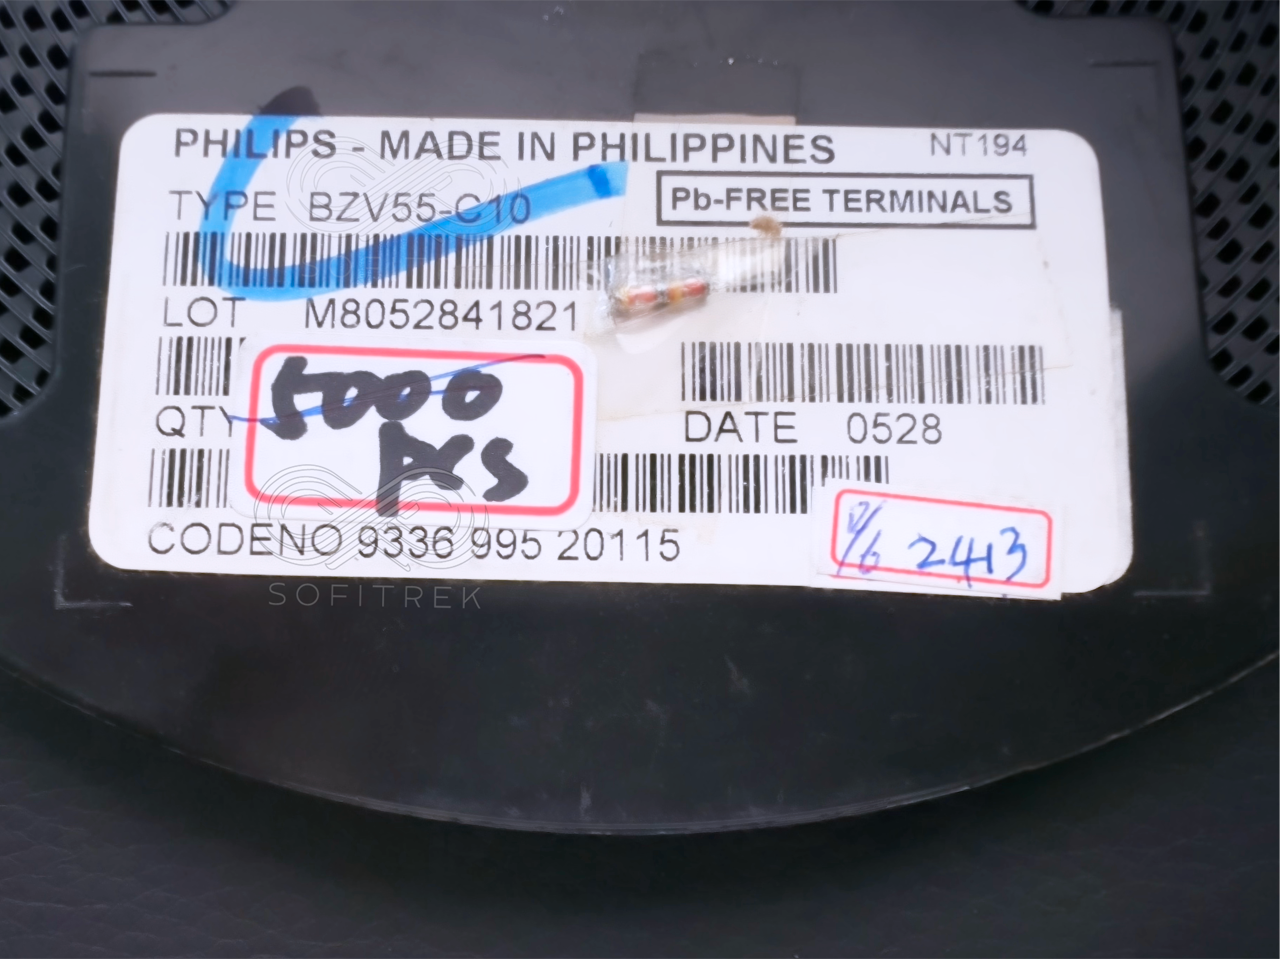 PHILIPS - MADE IN PHILIPPINES NT194
TYPE BZV55-C10 Pb-FREE TERMINALS
LOT M8052841821
QTY 5000
pcs
DATE 0528
CODENO 9336 995 20115
2413
SOFITREK